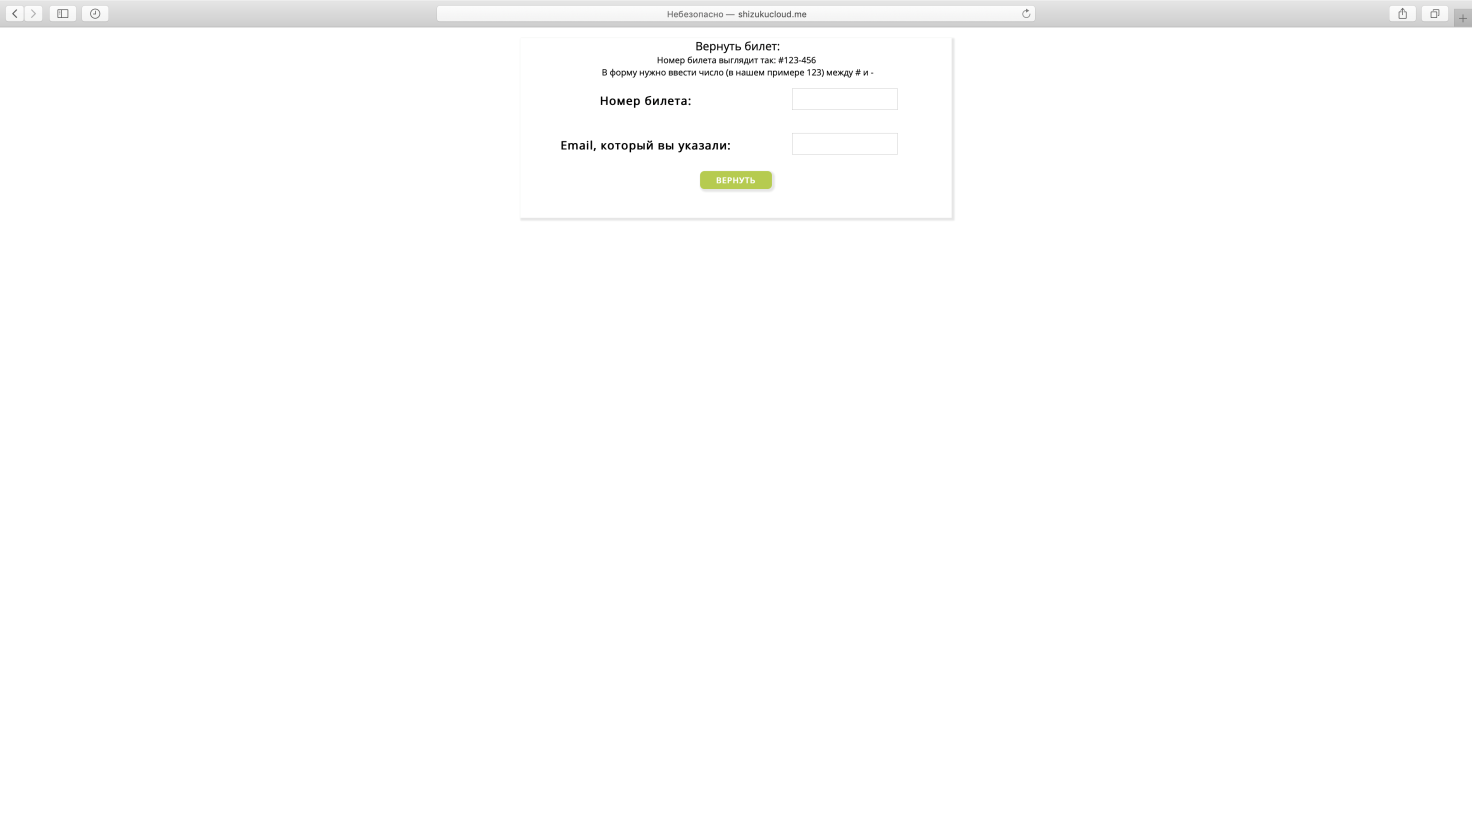 Небезопасно — shizukucloud.me
Вернуть билет:
Номер билета выглядит так: #123-456
В форму нужно ввести число (в нашем примере 123) между # и -
Номер билета:
Email, который вы указали:
ВЕРНУТЬ